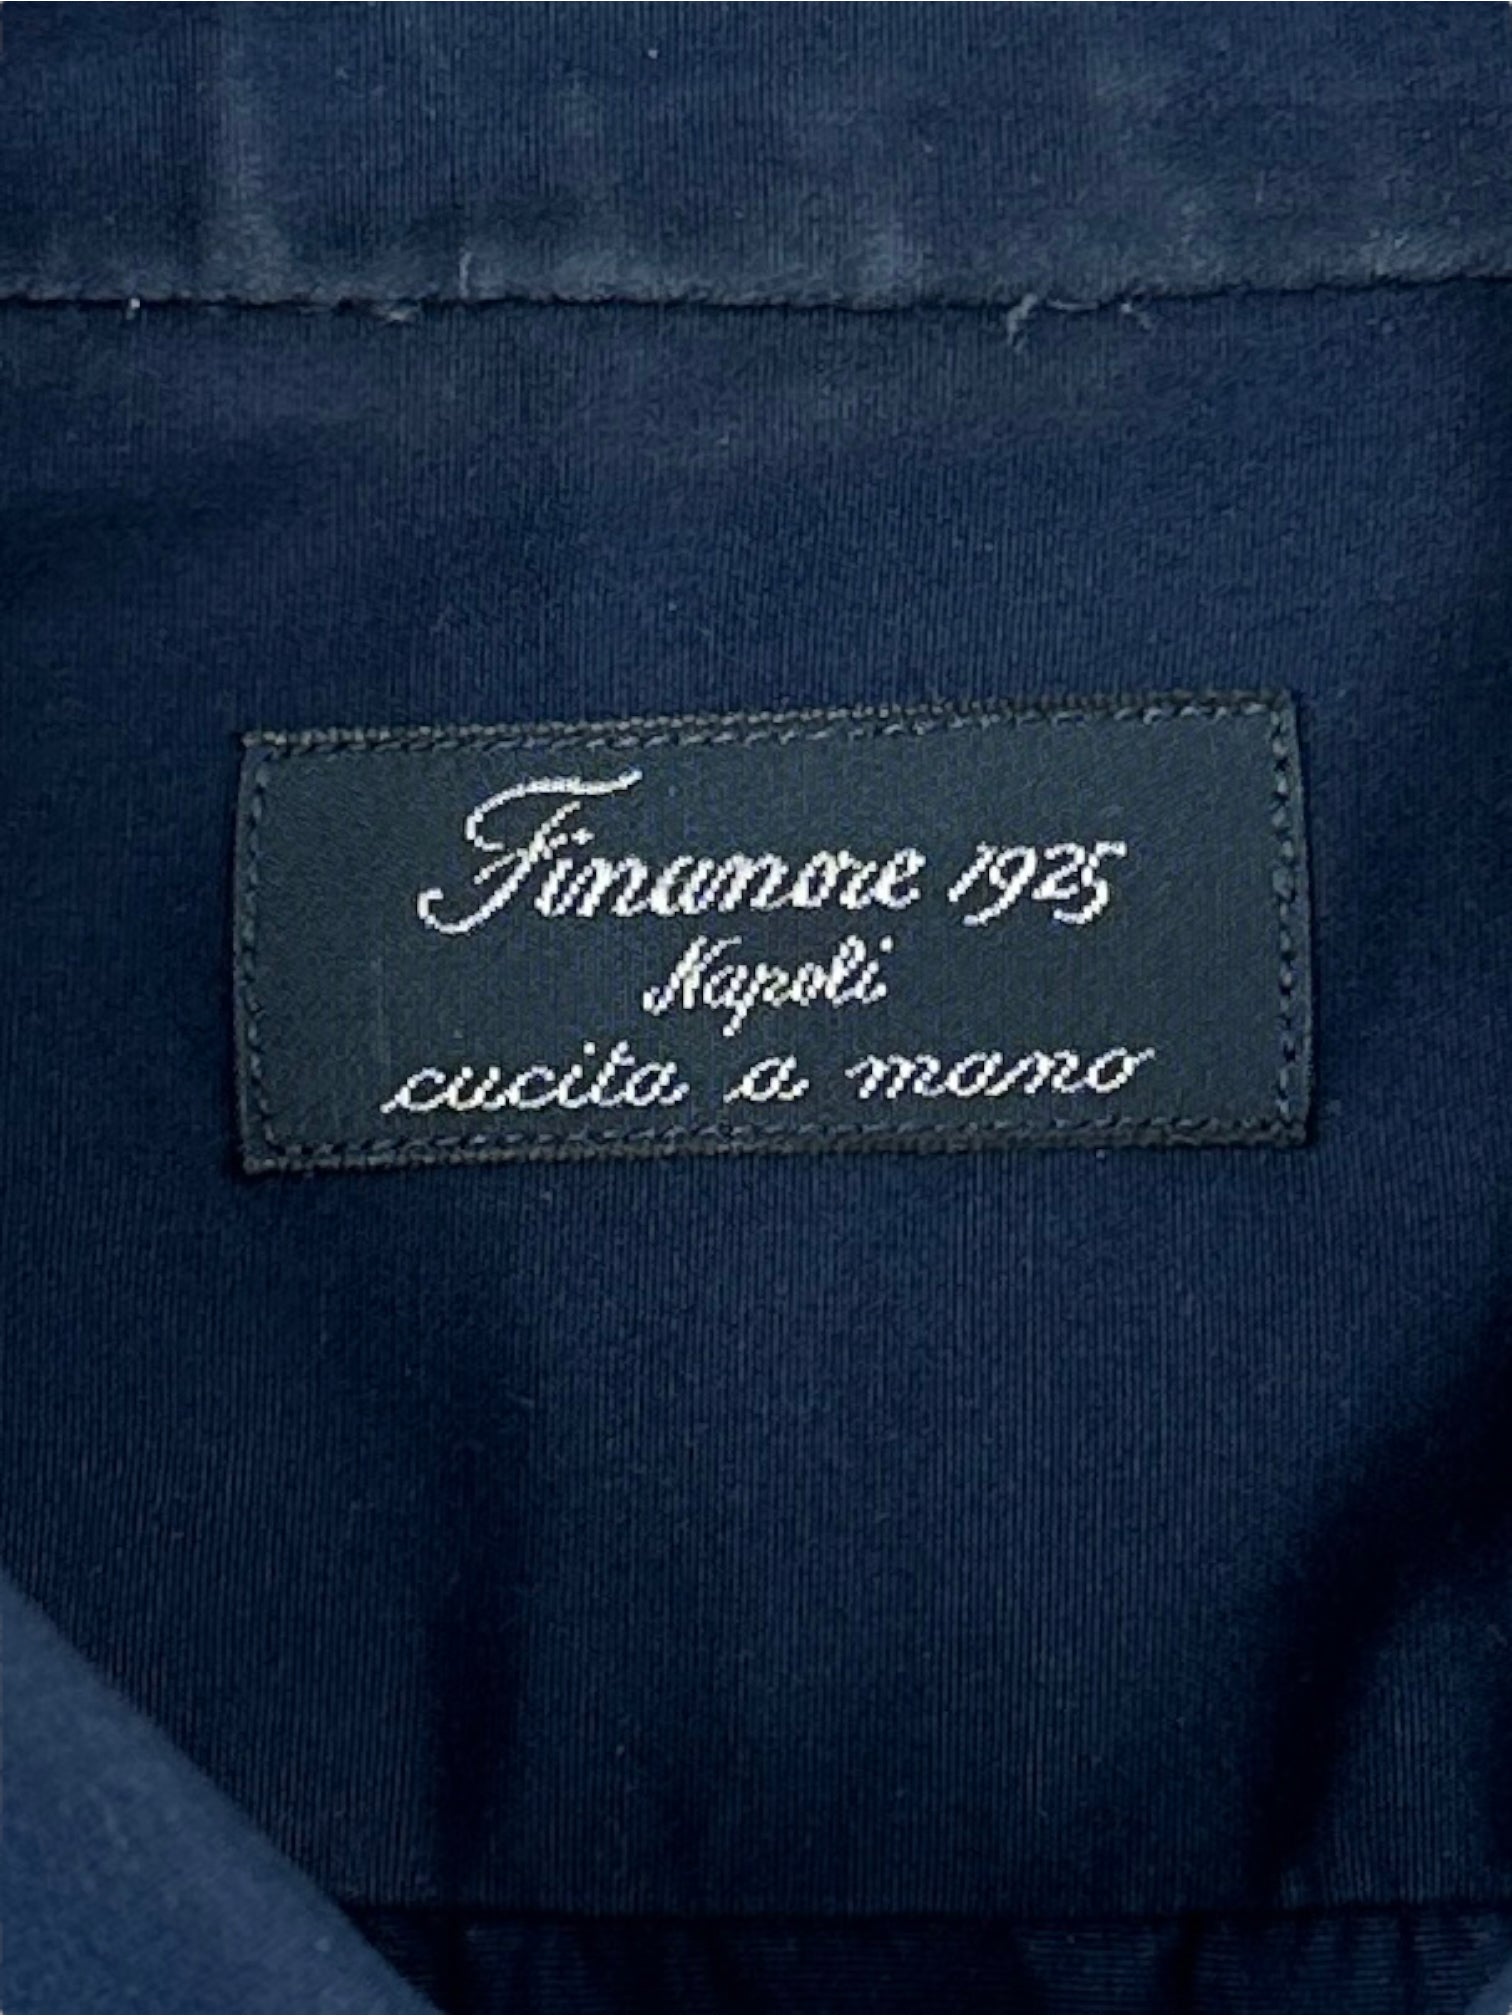 Finamore 1925
Napoli
cucita a mano